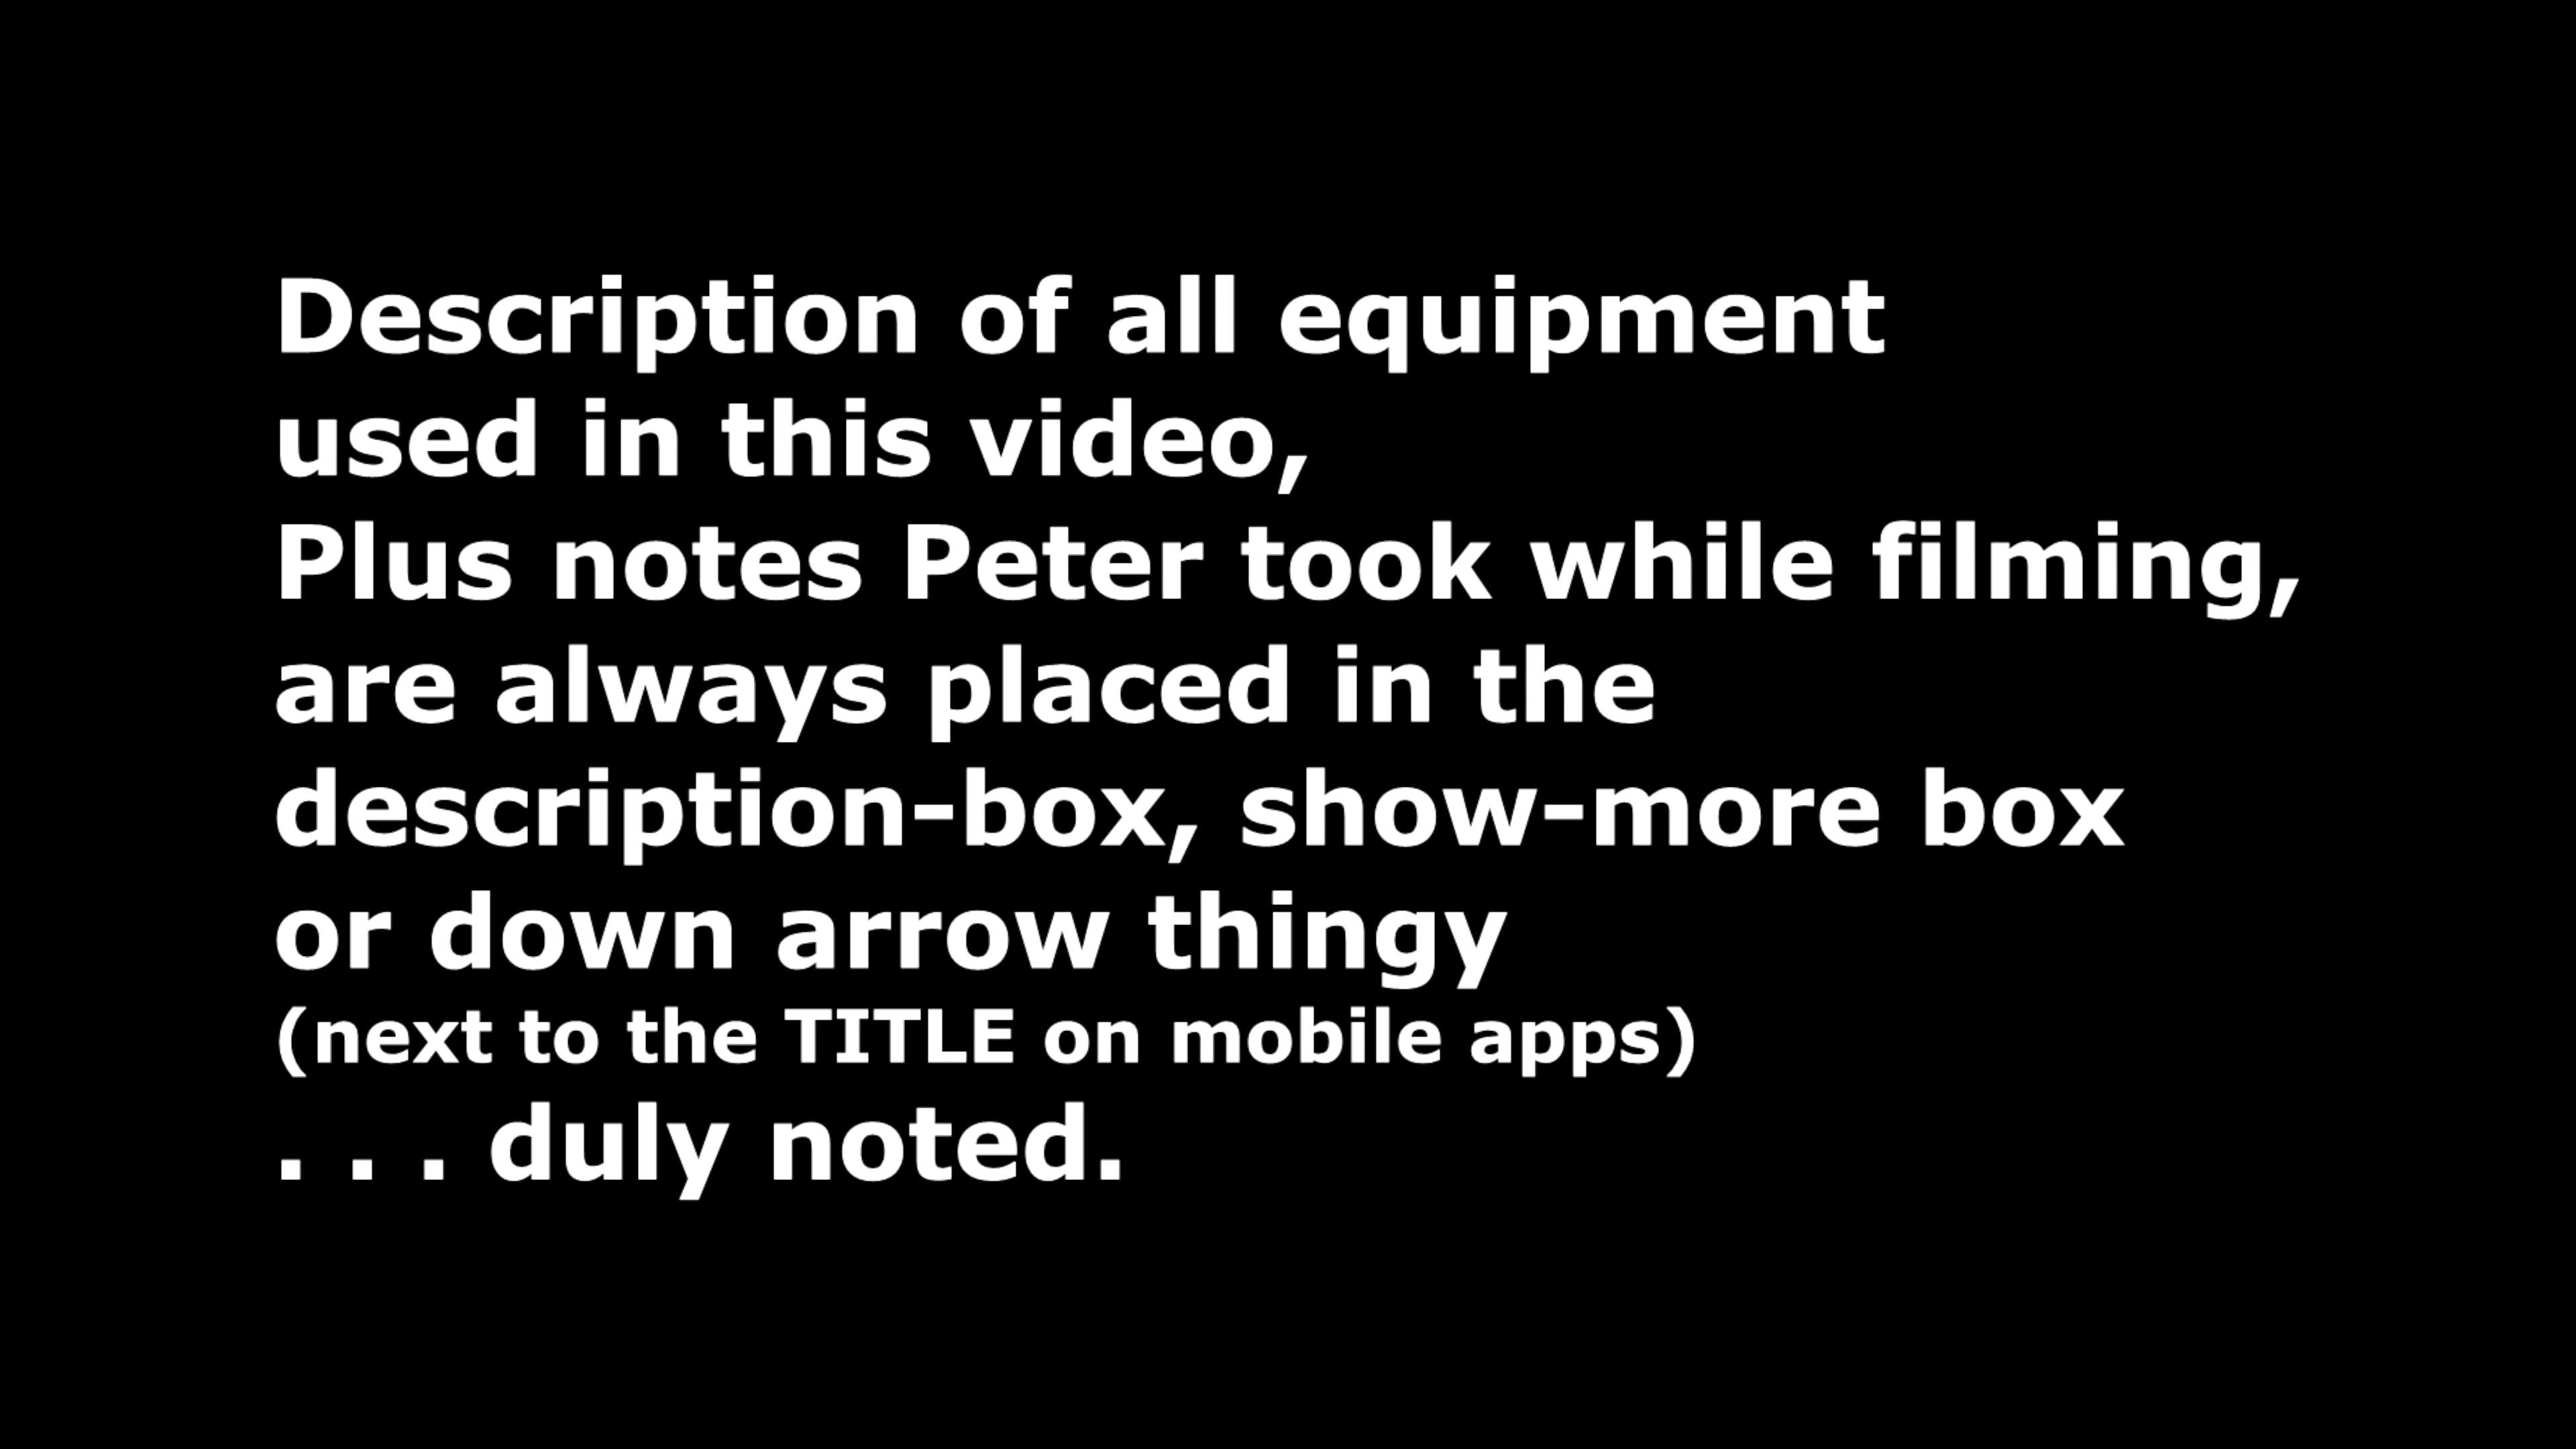 Description of all equipment
used in this video,
Plus notes Peter took while filming,
are always placed in the
description-box, show-more box
or down arrow thingy
(next to the TITLE on mobile apps)
. . . duly noted.